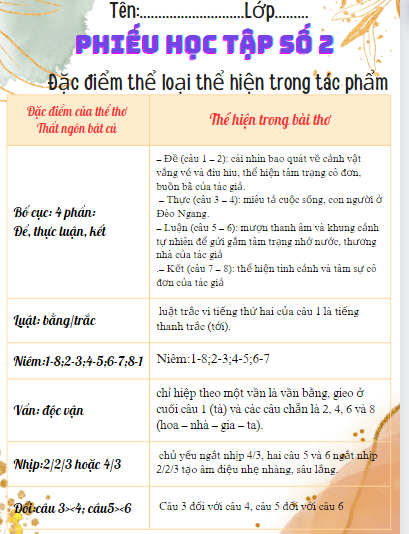 Tên:..........................Lớp.........
PHIẾU HỌC TẬP SỐ 2
Đặc điểm thể loại thể hiện trong tác phẩm
Đặc điểm của thể thơ
Thất ngôn bát cú
Thể hiện trong bài thơ
Bố cục: 4 phần:
Đề, thực luận, kết
– Đề (câu 1 – 2): cái nhìn bao quát về cảnh vật
vắng vẻ và đìu hiu, thể hiện tâm trạng cô đơn,
buồn bã của tác giả.
– Thực (câu 3 – 4): miêu tả cuộc sống, con người ở
Đèo Ngang.
– Luận (câu 5 – 6): mượn thanh âm và khung cảnh
tự nhiên để gửi gắm tâm trạng nhớ nước, thương
nhà của tác giả
.– Kết (câu 7 – 8): thể hiện tình cảnh và tâm sự cô
đơn của tác giả
Luật: bằng/trắc
luật trắc vì tiếng thứ hai của câu 1 là tiếng
thanh trắc (tới).
Niêm:1-8;2-3;4-5;6-7;8-1
Niêm:1-8;2-3;4-5;6-7
Vần: độc vận
chỉ hiệp theo một vần là vần bằng, gieo ở
cuối câu 1 (tà) và các câu chẵn là 2, 4, 6 và 8
(hoa – nhà – gia – ta).
Nhịp:2/2/3 hoặc 4/3
chủ yếu ngắt nhịp 4/3, hai câu 5 và 6 ngắt nhịp
2/2/3 tạo âm điệu nhẹ nhàng, sâu lắng.
Đối:câu 3><4; câu5><6
Câu 3 đối với câu 4, câu 5 đối với câu 6